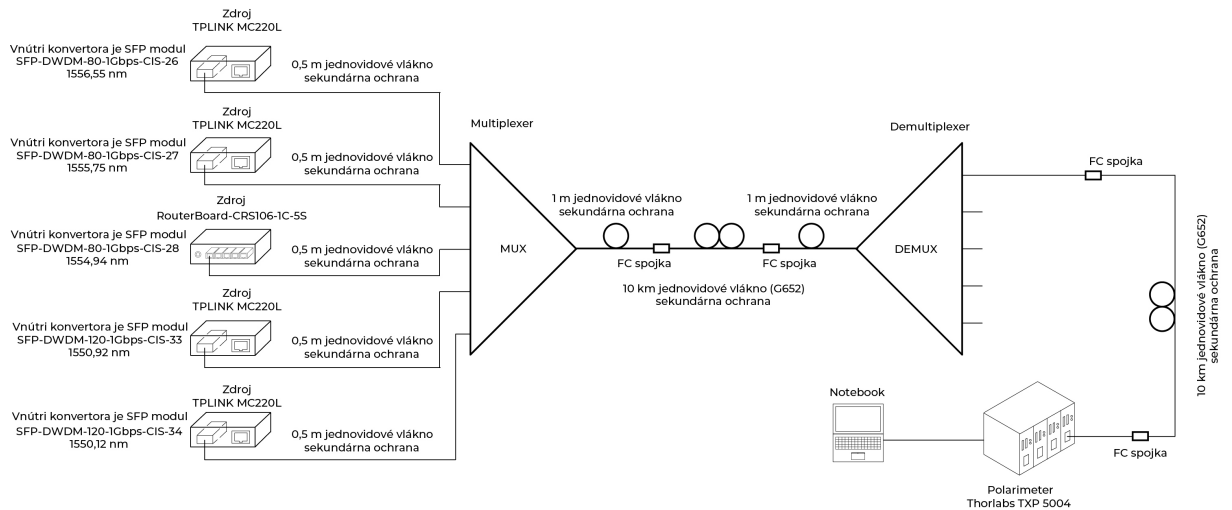 Zdroj
TPLINK MC220L
Vnútri konvertora je SFP modul
SFP-DWDM-80-1Gbps-CIS-26
1556,55 nm
0,5 m jednovidové vlákno
sekundárna ochrana
Zdroj
TPLINK MC220L
Vnútri konvertora je SFP modul
SFP-DWDM-80-1Gbps-CIS-27
1555,75 nm
0,5 m jednovidové vlákno
sekundárna ochrana
Zdroj
RouterBoard-CRS106-1C-5S
Vnútri konvertora je SFP modul
SFP-DWDM-80-1Gbps-CIS-28
1554,94 nm
0,5 m jednovidové vlákno
sekundárna ochrana
Zdroj
TPLINK MC220L
Vnútri konvertora je SFP modul
SFP-DWDM-120-1Gbps-CIS-33
1550,92 nm
0,5 m jednovidové vlákno
sekundárna ochrana
Zdroj
TPLINK MC220L
Vnútri konvertora je SFP modul
SFP-DWDM-120-1Gbps-CIS-34
1550,12 nm
0,5 m jednovidové vlákno
sekundárna ochrana
Multiplexer
MUX
1 m jednovidové vlákno
sekundárna ochrana
FC spojka
10 km jednovidové vlákno (G652)
sekundárna ochrana
FC spojka
1 m jednovidové vlákno
sekundárna ochrana
Demultiplexer
DEMUX
FC spojka
10 km jednovidové vlákno (G652)
sekundárna ochrana
FC spojka
Notebook
Polarimeter
Thorlabs TXP 5004